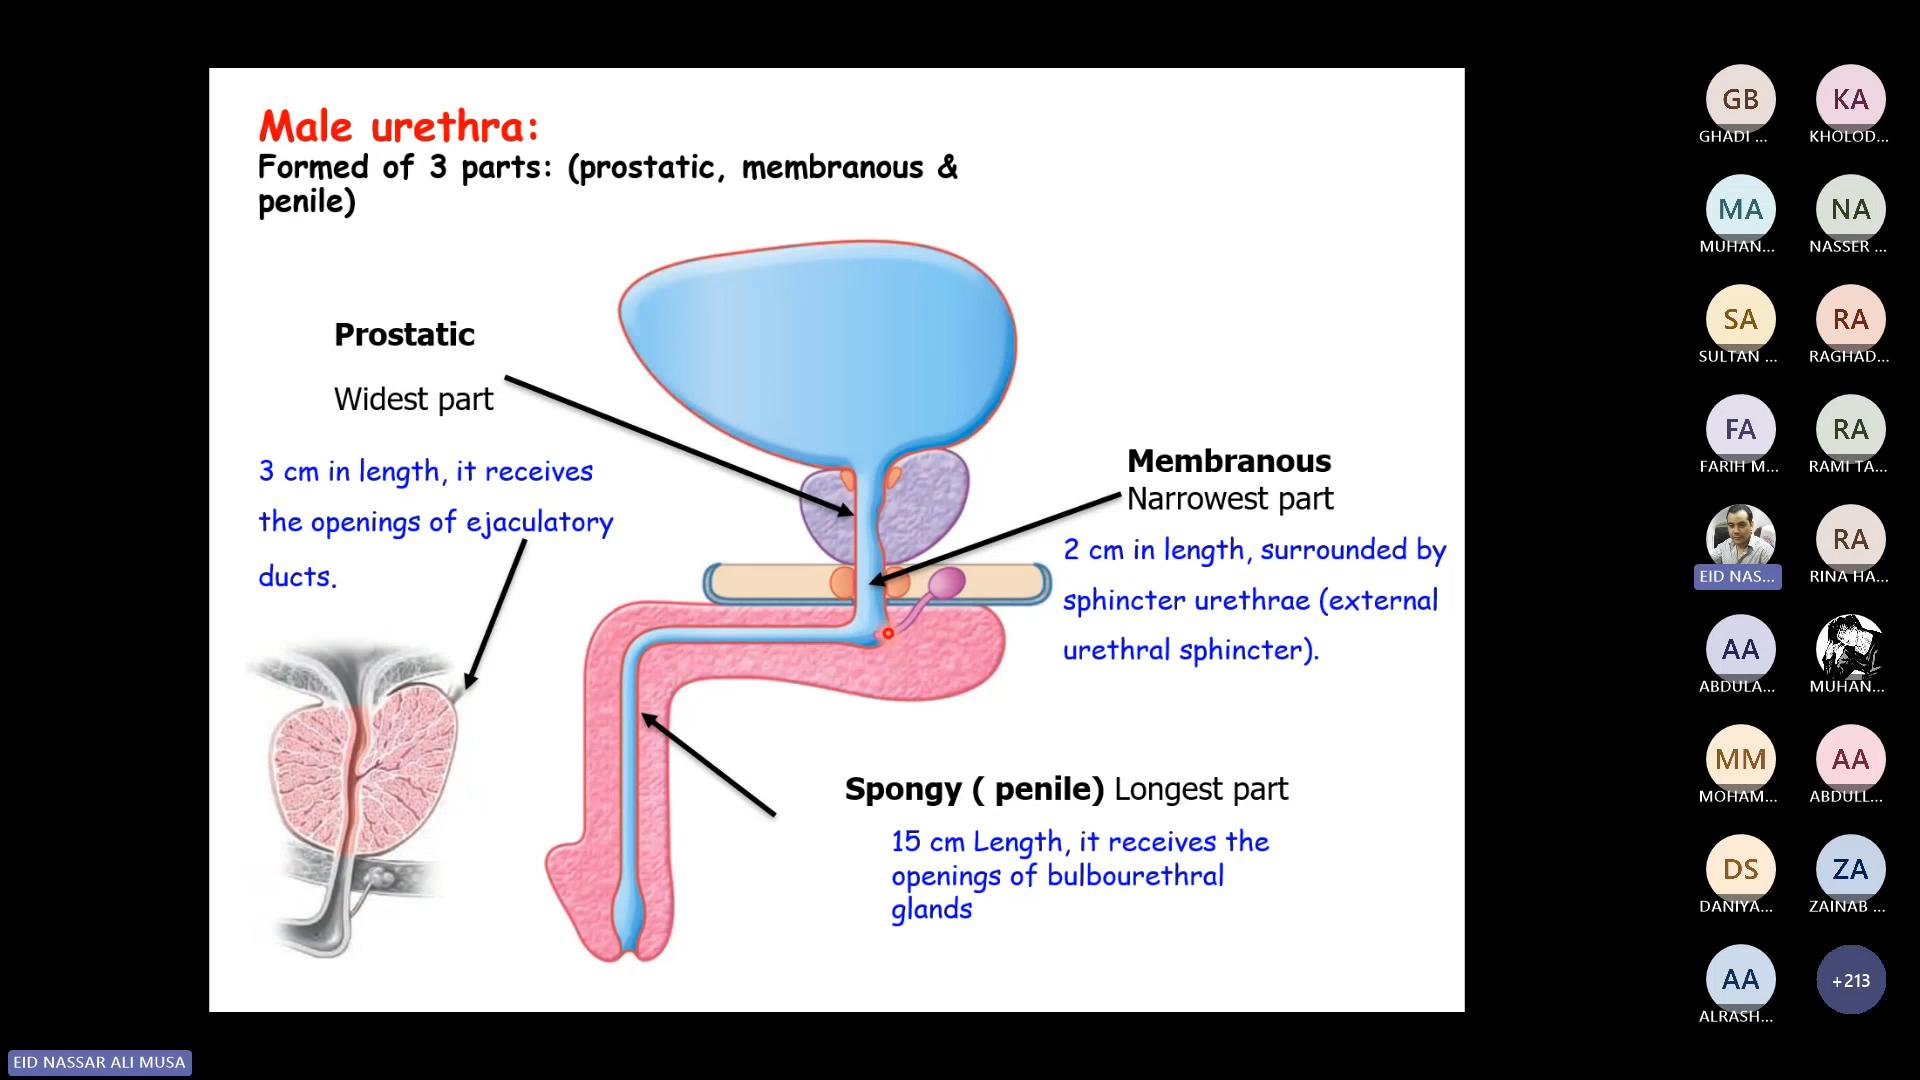 Male urethra:
Formed of 3 parts: (prostatic, membranous &
penile)
Prostatic
Widest part
3 cm in length, it receives
the openings of ejaculatory
ducts.
Membranous
Narrowest part
2 cm in length, surrounded by
sphincter urethrae (external
urethral sphincter).
Spongy ( penile) Longest part
15 cm Length, it receives the
openings of bulbourethral
glands
GB
GHADI ...
KA
KHOLOD...
MA
MUHAN...
NA
NASSER ...
SA
SULTAN ...
RA
RAGHAD...
FA
FARIH M...
RA
RAMI TA...
EID NAS...
RA
RINA HA...
AA
ABDULA...
MUHAN...
MM
MOHAM...
AA
ABDULL...
DS
DANIYA...
ZA
ZAINAB ...
AA
ALRASH...
+213
EID NASSAR ALI MUSA